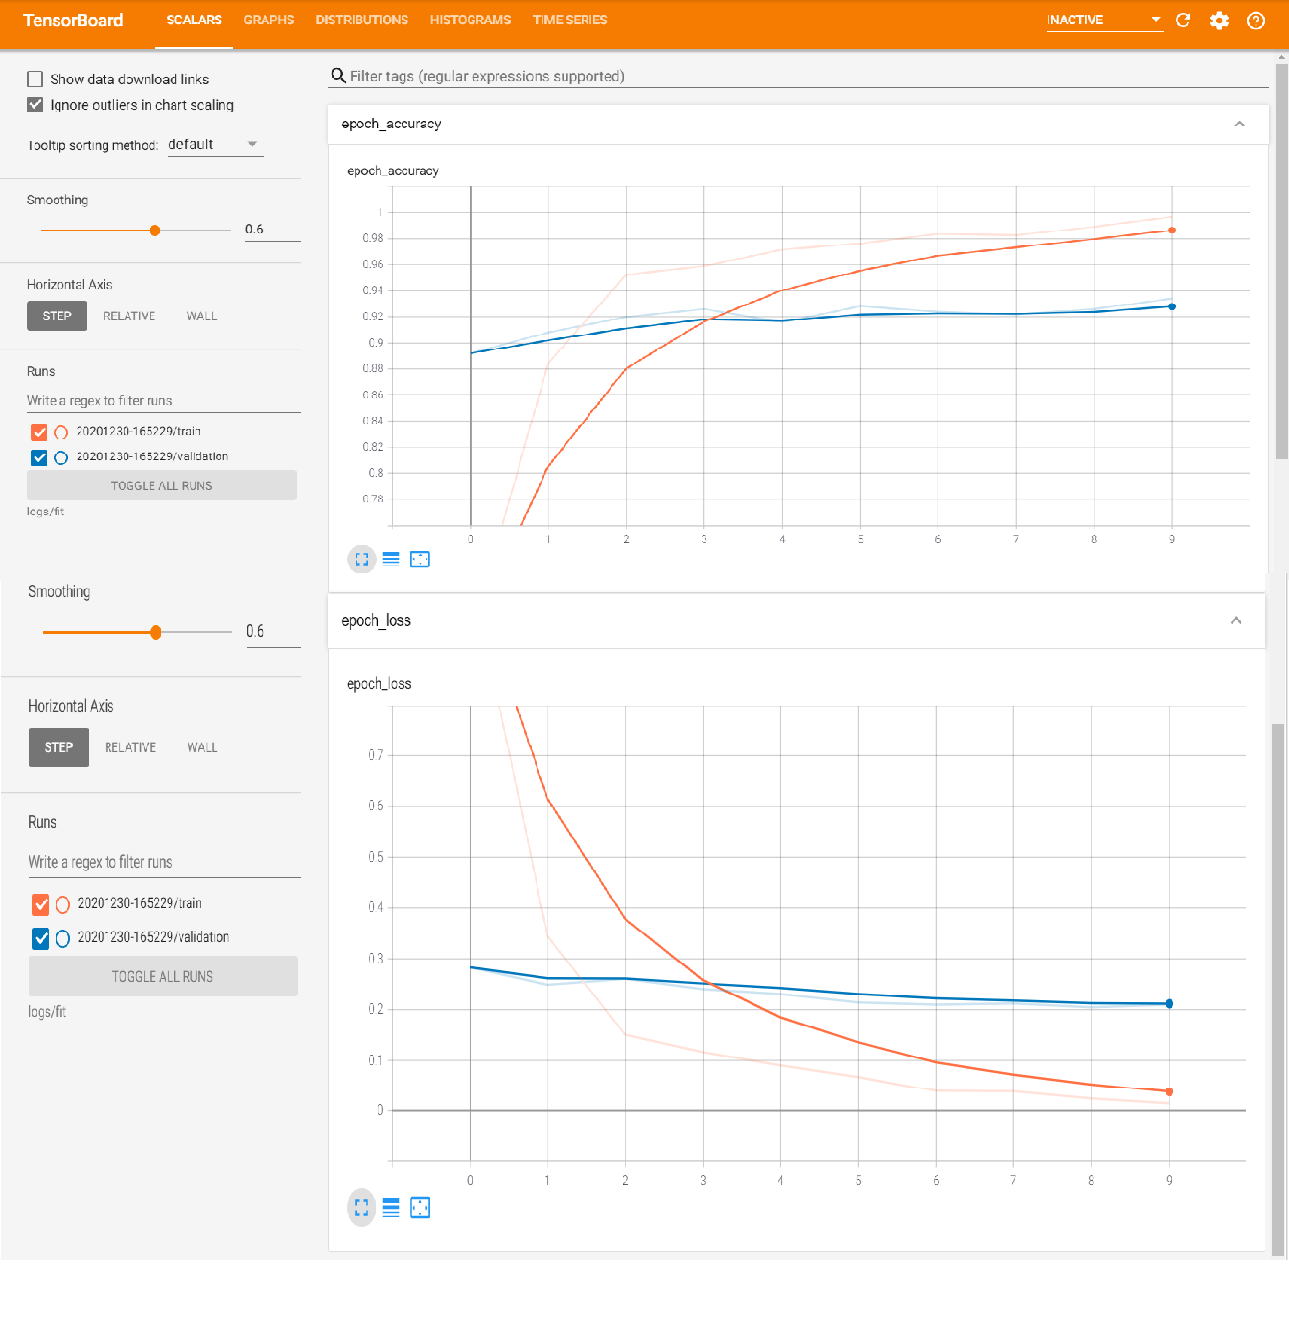 TensorBoard SCALARS GRAPHS DISTRIBUTIONS HISTOGRAMS TIME SERIES INACTIVE
Show data download links
Ignore outliers in chart scaling
Tooltip sorting method: default
Smoothing
0.6
Horizontal Axis
STEP RELATIVE WALL
Runs
Write a regex to filter runs
20201230-165229/train
20201230-165229/validation
TOGGLE ALL RUNS
logs/fit
Filter tags (regular expressions supported)
epoch_accuracy
epoch_accuracy
1
0.98
0.96
0.94
0.92
0.9
0.88
0.86
0.84
0.82
0.8
0.78
0 1 2 3 4 5 6 7 8 9
Smoothing
0.6
Horizontal Axis
STEP RELATIVE WALL
Runs
Write a regex to filter runs
20201230-165229/train
20201230-165229/validation
TOGGLE ALL RUNS
logs/fit
epoch_loss
epoch_loss
0.7
0.6
0.5
0.4
0.3
0.2
0.1
0
0 1 2 3 4 5 6 7 8 9